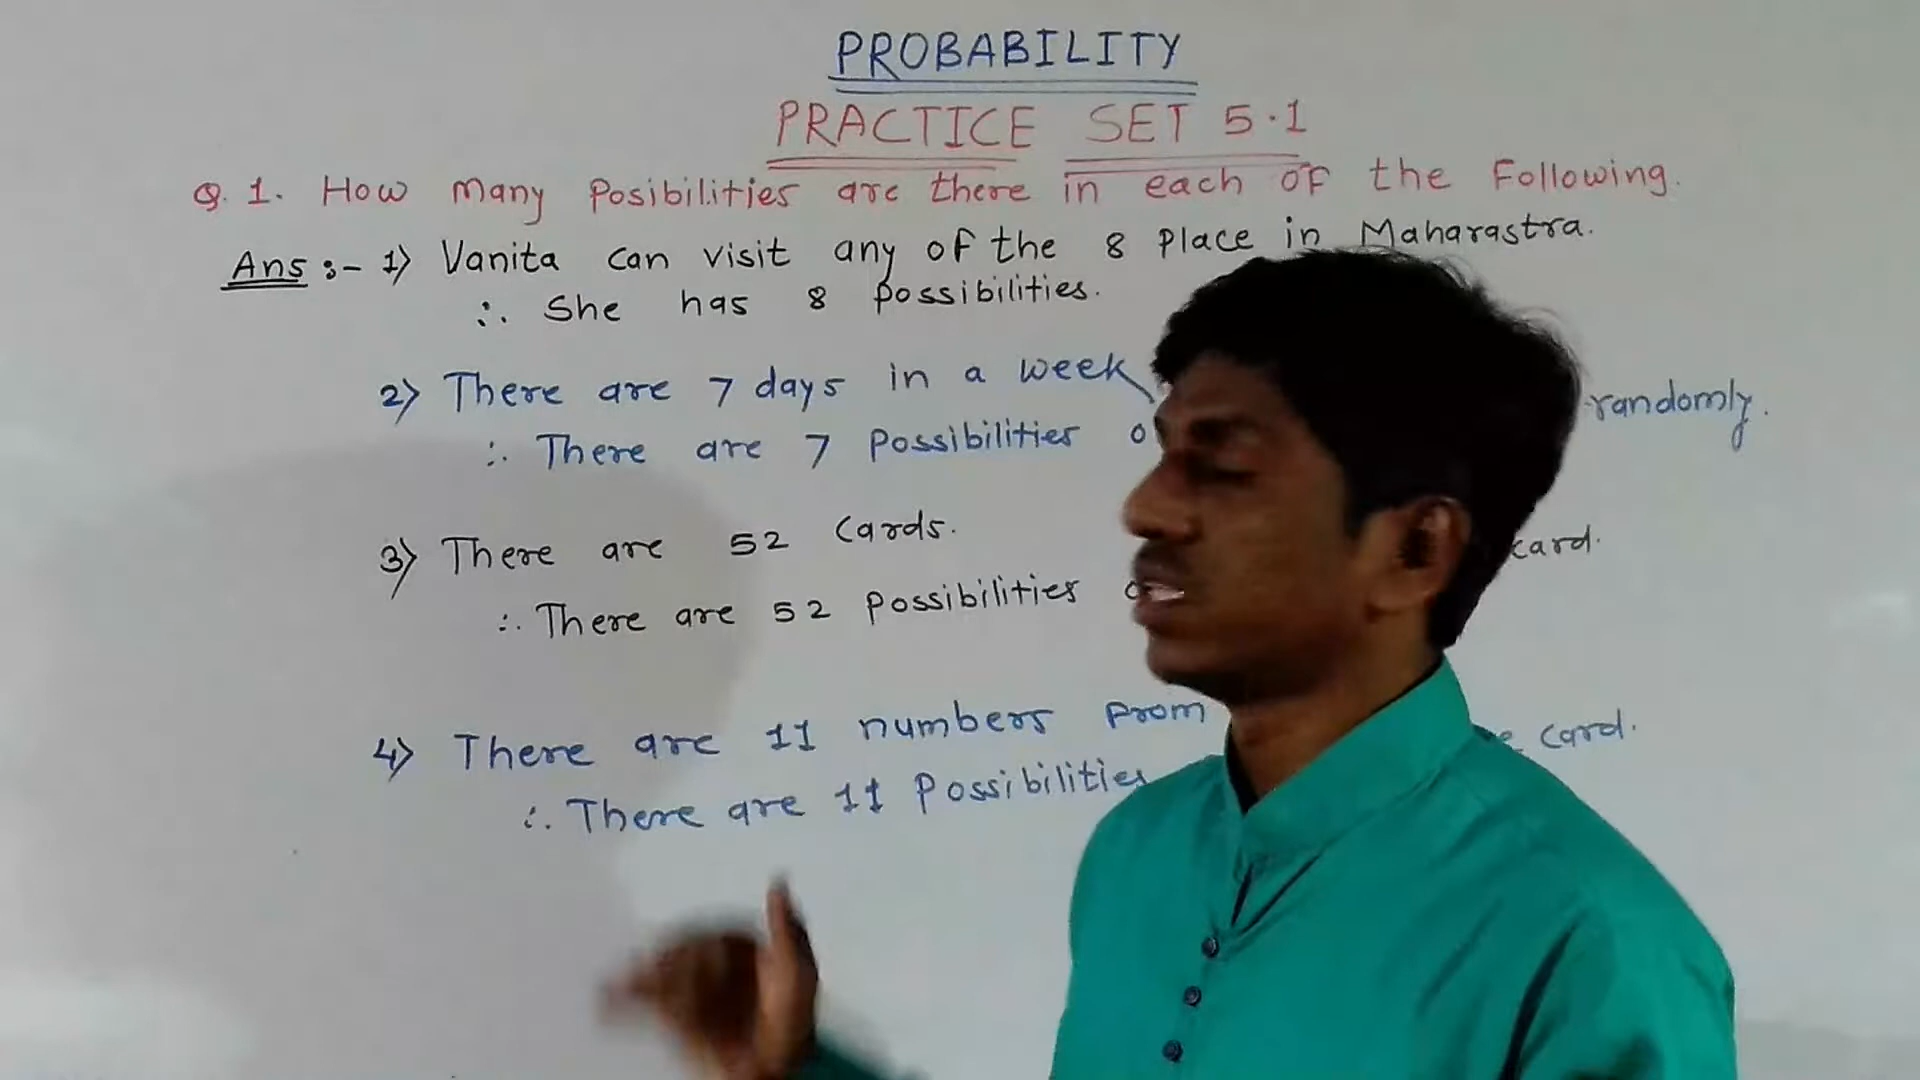 PROBABILITY
PRACTICE SET 5.1
Q.1. How many Posibilities are there in each of the Following.
Ans :- 1) Vanita can visit any of the 8 Place in Maharastra.
∴ She has 8 possibilities.
2) There are 7 days in a week randomly.
∴ There are 7 possibilities
3) There are 52 cards.
∴ There are 52 possibilities card.
4) There are 11 numbers From card.
∴ There are 11 Possibilities